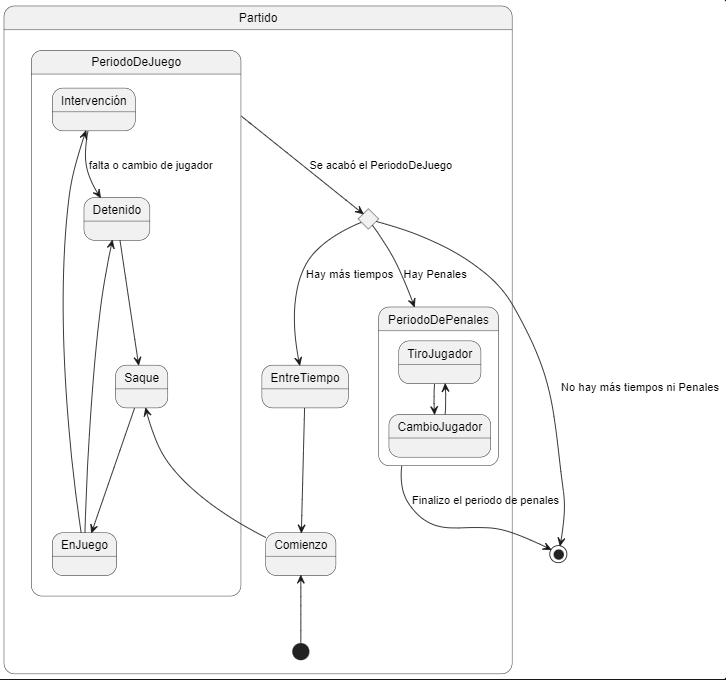 Partido
PeriodoDeJuego
Intervención
falta o cambio de jugador
Se acabó el PeriodoDeJuego
Detenido
Hay más tiempos
Hay Penales
PeriodoDePenales
TiroJugador
Saque
EntreTiempo
No hay más tiempos ni Penales
CambioJugador
Finalizo el periodo de penales
EnJuego
Comienzo